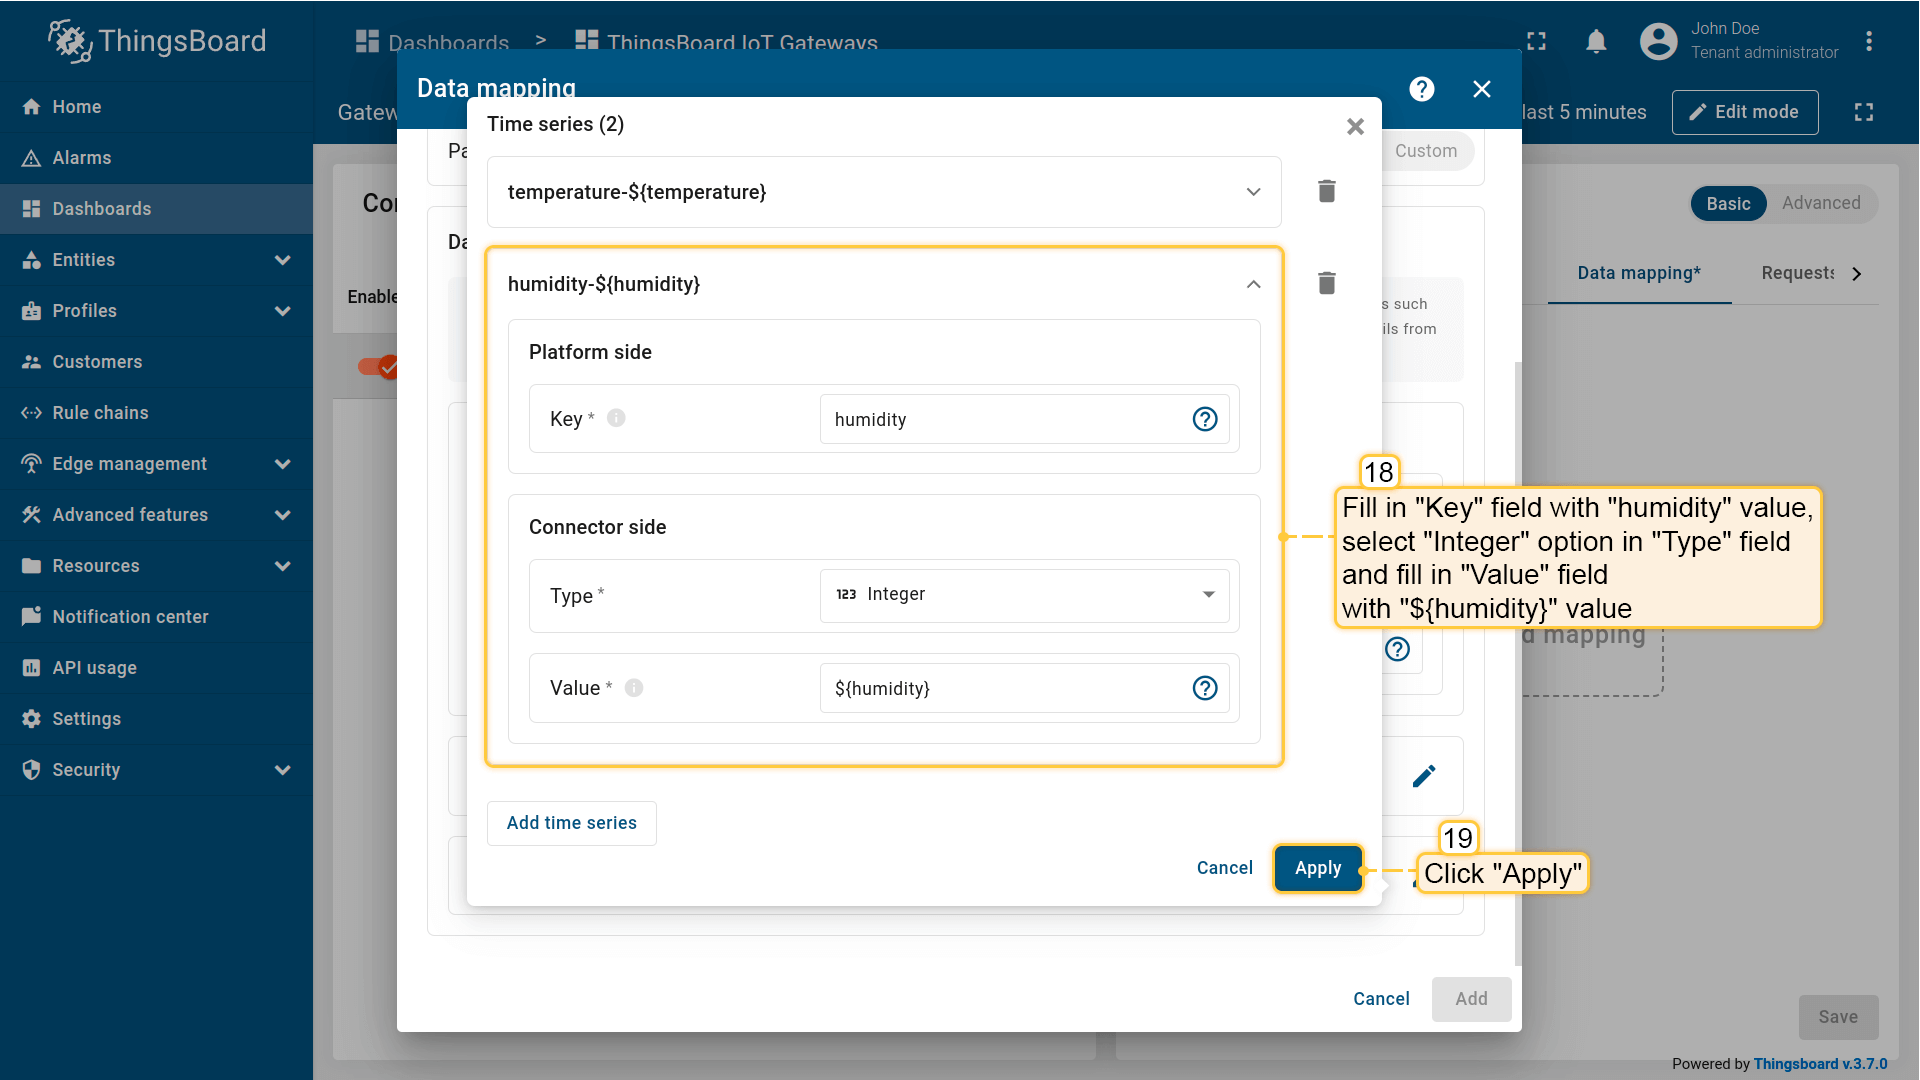 ThingsBoard
Dashboards > ThingsBoard IoT Gateways
John Doe
Tenant administrator
Home
Alarms
Dashboards
Entities
Profiles
Customers
Rule chains
Edge management
Advanced features
Resources
Notification center
API usage
Settings
Security
last 5 minutes
Edit mode
Enable
Basic
Advanced
Data mapping*
Requests
d mapping
Save
Powered by Thingsboard v.3.7.0
Data mapping
Custom
s such
ils from
Cancel
Add
Time series (2)
temperature-${temperature}
humidity-${humidity}
Platform side
Key *
humidity
Connector side
Type *
123 Integer
Value *
${humidity}
Add time series
Cancel
Apply
18
Fill in "Key" field with "humidity" value,
select "Integer" option in "Type" field
and fill in "Value" field
with "${humidity}" value
19
Click "Apply"